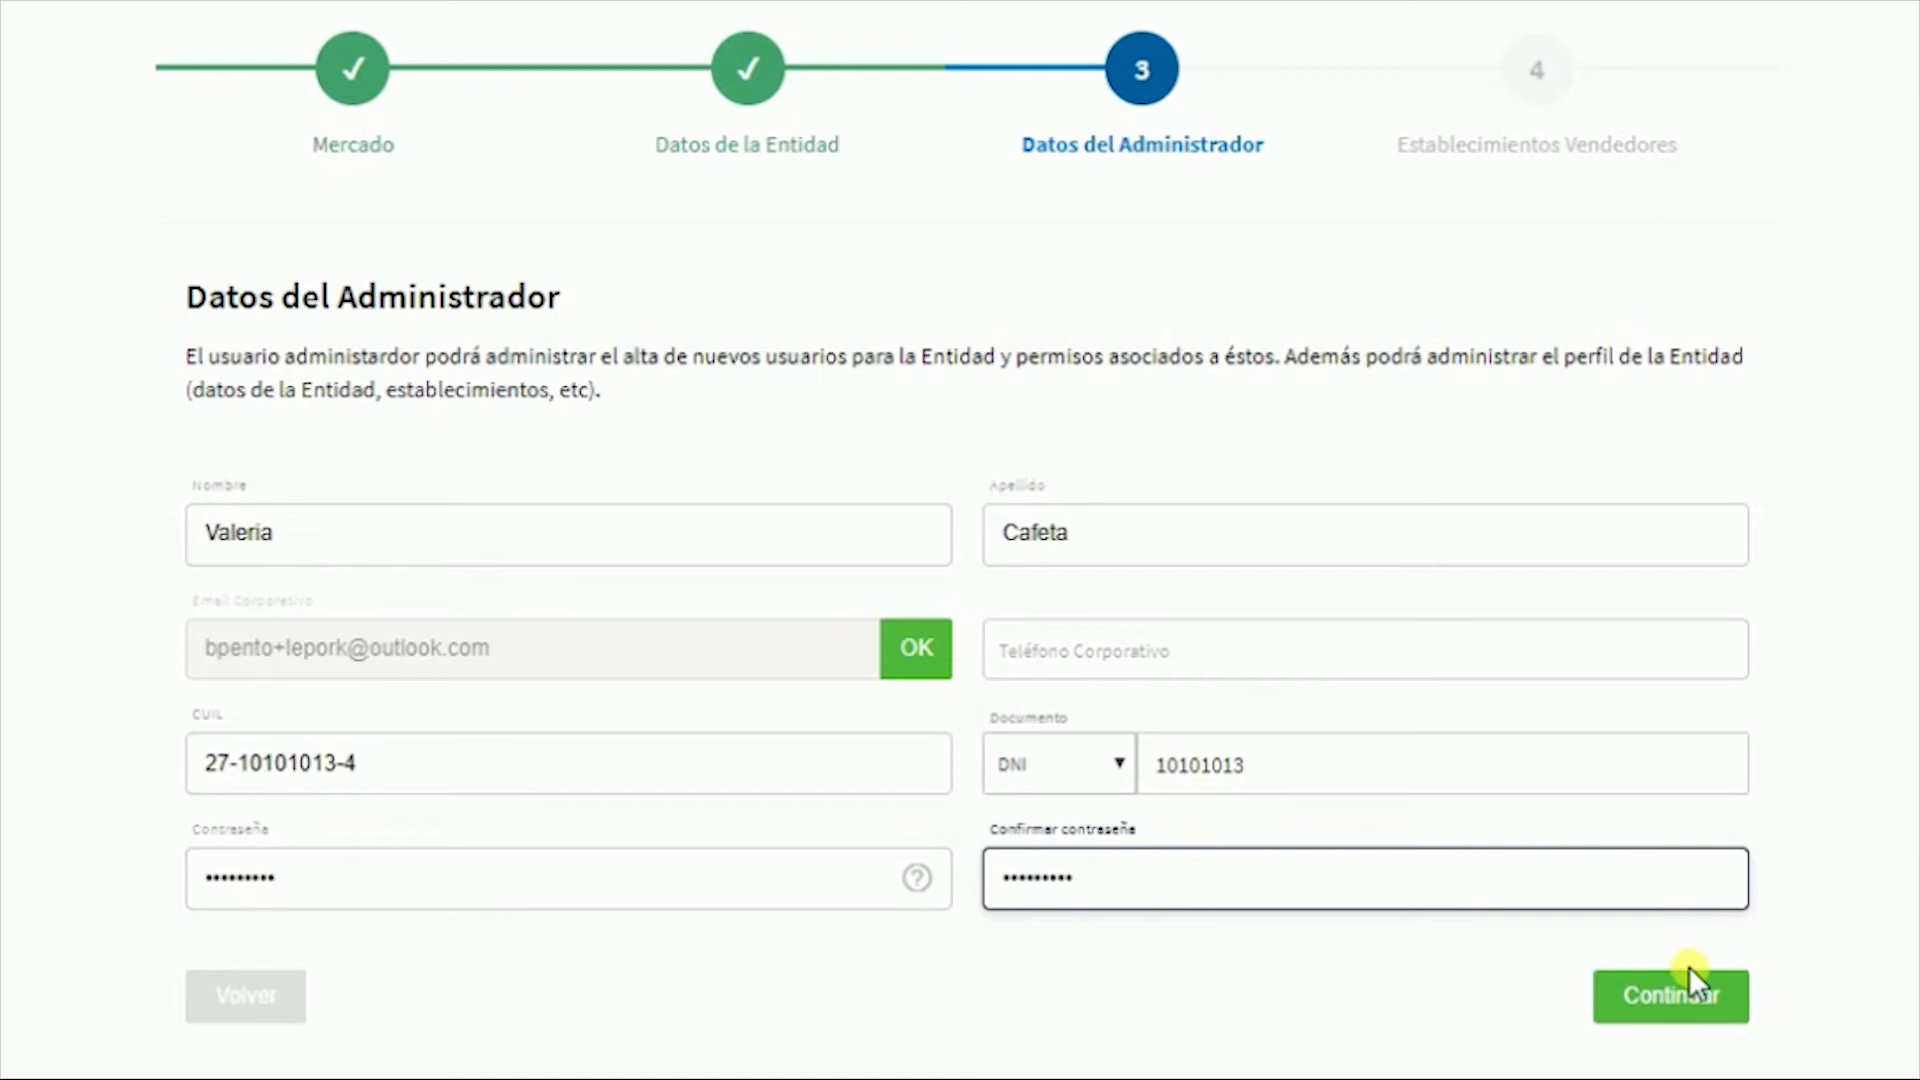 3
4
Mercado
Datos de la Entidad
Datos del Administrador
Establecimientos Vendedores
Datos del Administrador
El usuario administardor podrá administrar el alta de nuevos usuarios para la Entidad y permisos asociados a éstos. Además podrá administrar el perfil de la Entidad
(datos de la Entidad, establecimientos, etc).
Nombre
Apellido
Valeria
Cafeta
Email Corporativo
bpento+lepork@outlook.com
OK
Teléfono Corporativo
CUIL
Documento
27-10101013-4
DNI
10101013
Contraseña
Confirmar contraseña
•••••••••
•••••••••
Volver
Continuar